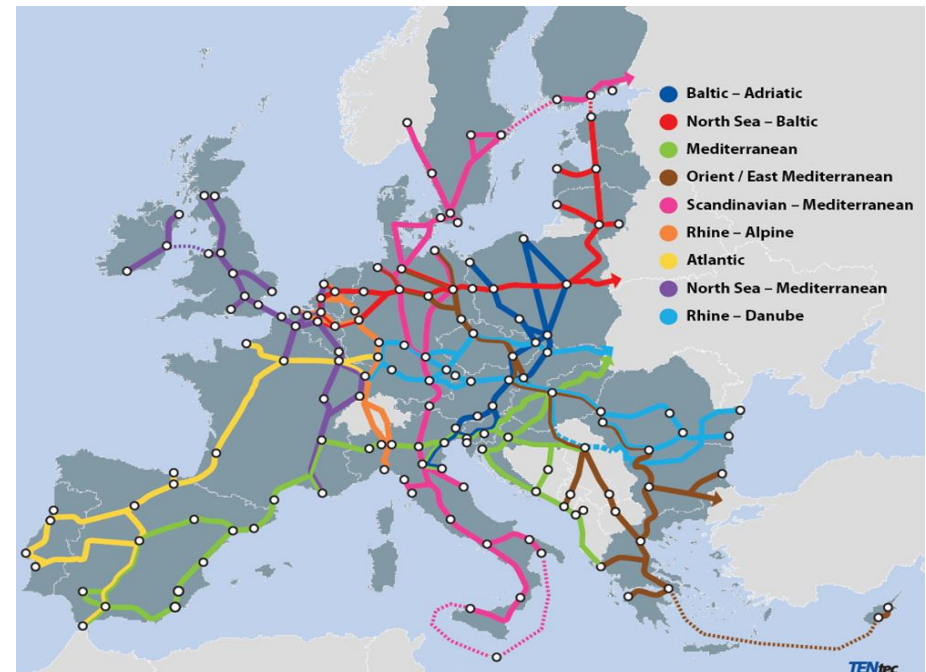 Baltic – Adriatic
North Sea – Baltic
Mediterranean
Orient / East Mediterranean
Scandinavian – Mediterranean
Rhine – Alpine
Atlantic
North Sea – Mediterranean
Rhine – Danube
TENtec